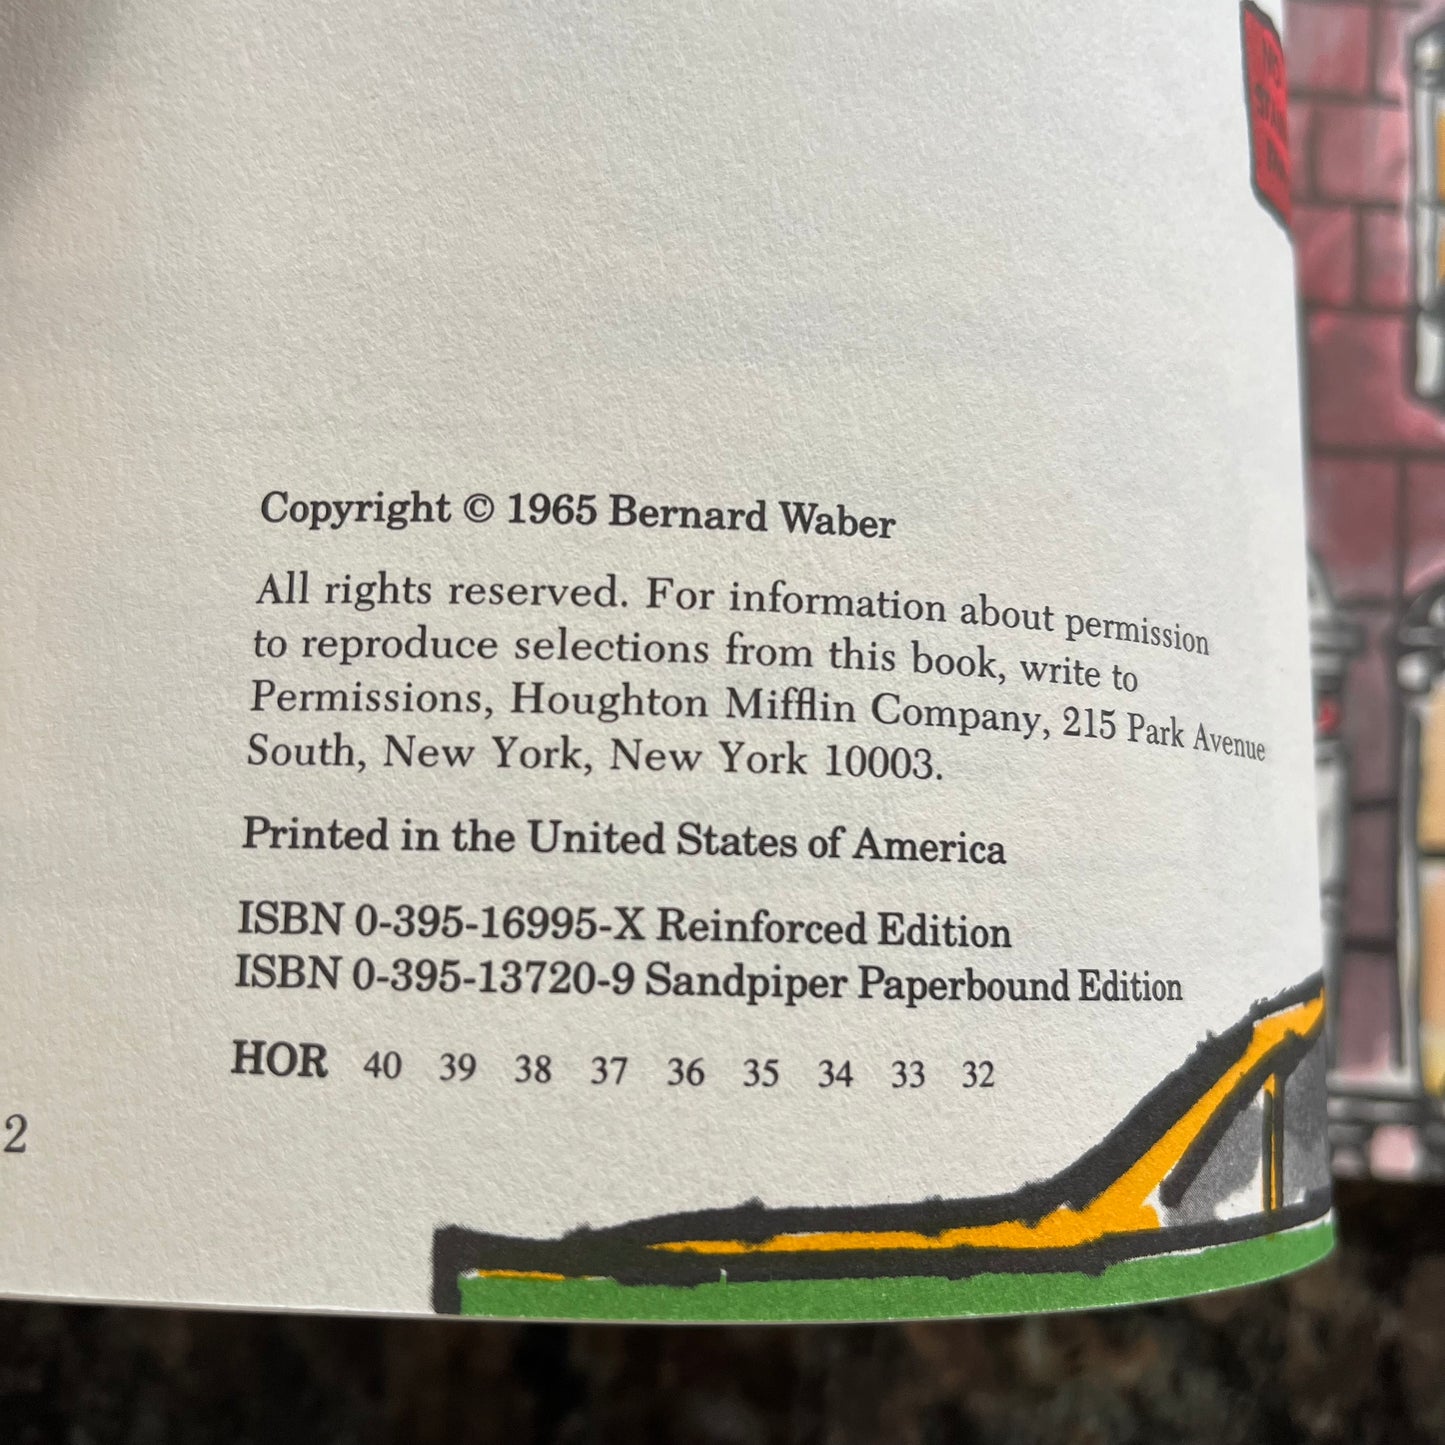 Copyright © 1965 Bernard Waber
All rights reserved. For information about permission
to reproduce selections from this book, write to
Permissions, Houghton Mifflin Company, 215 Park Avenue
South, New York, New York 10003.
Printed in the United States of America
ISBN 0-395-16995-X Reinforced Edition
ISBN 0-395-13720-9 Sandpiper Paperbound Edition
HOR 40 39 38 37 36 35 34 33 32
2